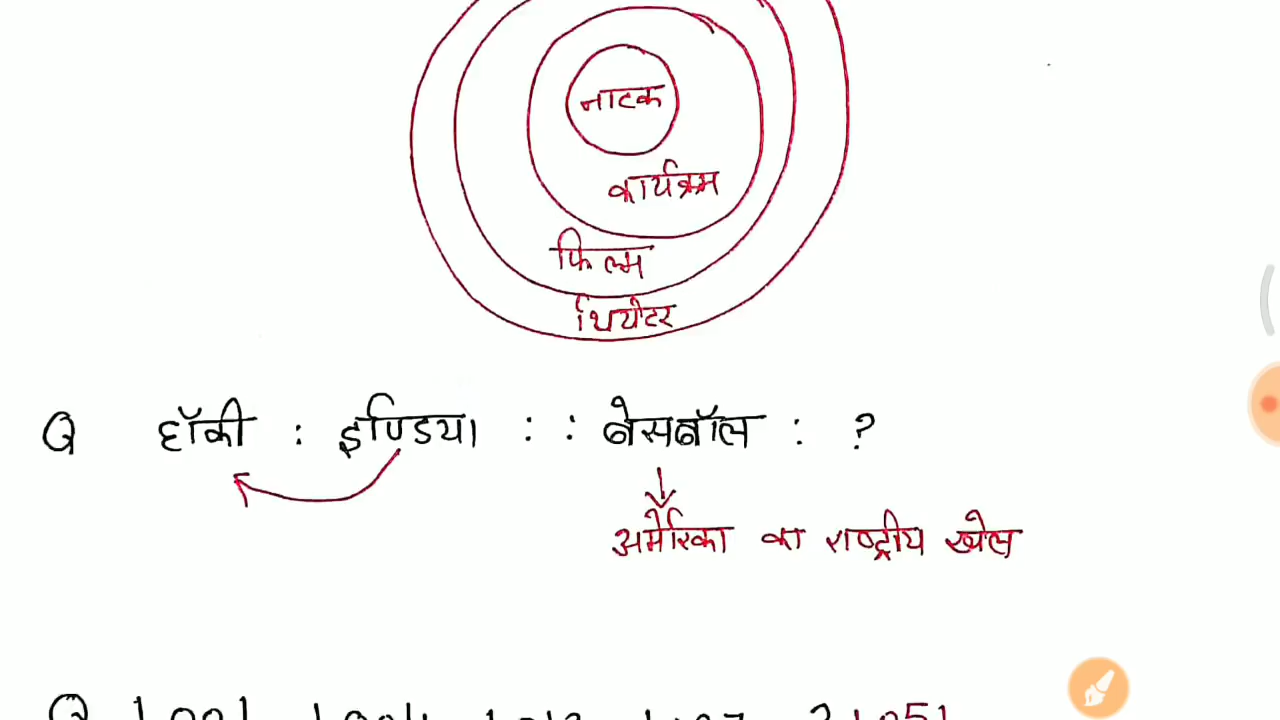 नाटक
कार्यक्रम
फिल्म
थियेटर
Q हॉकी : इण्डिया : : बेसबॉल : ?
अमेरिका का राष्ट्रीय खेल